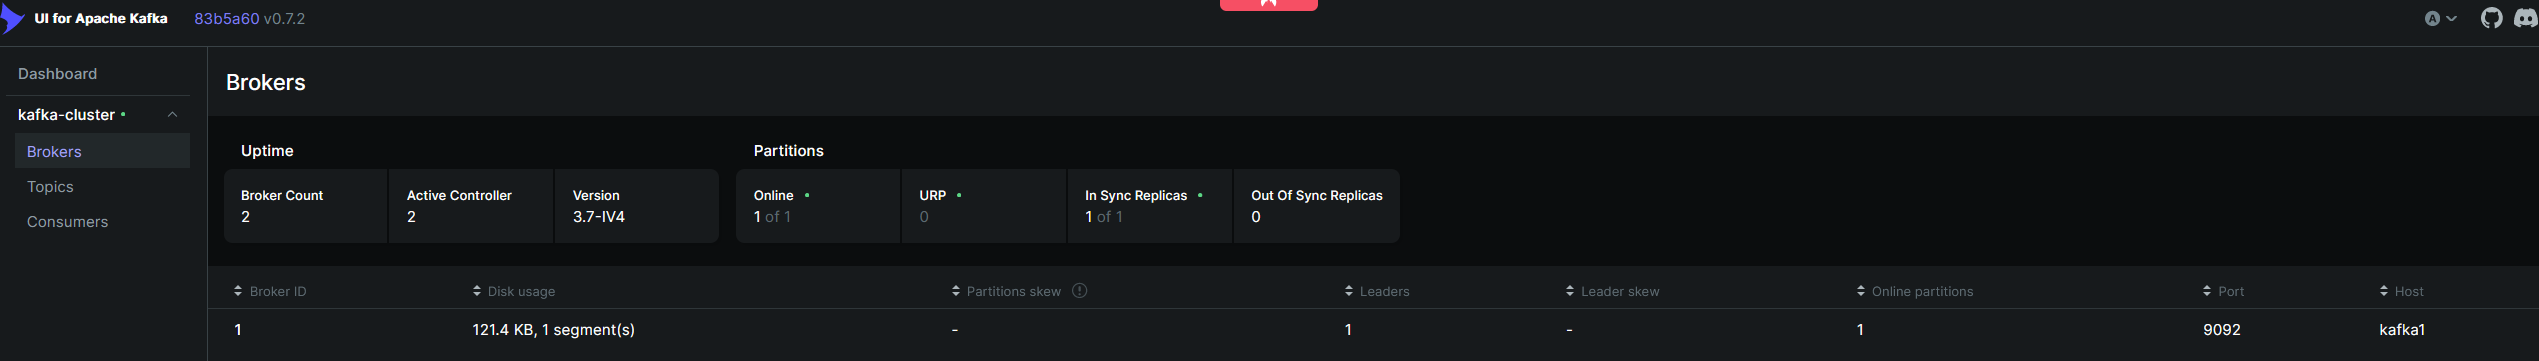 UI for Apache Kafka 83b5a60 v0.7.2 A
Dashboard
kafka-cluster
Brokers
Topics
Consumers
Brokers
Uptime
Broker Count Active Controller Version
2 2 3.7-IV4
Partitions
Online URP In Sync Replicas Out Of Sync Replicas
1 of 1 0 1 of 1 0
Broker ID Disk usage Partitions skew Leaders Leader skew Online partitions Port Host
1 121.4 KB, 1 segment(s) - 1 - 1 9092 kafka1